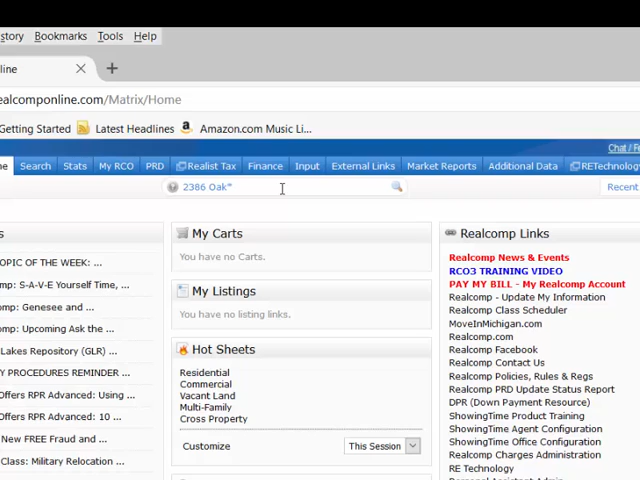 story Bookmarks Tools Help
line
ealcomponline.com/Matrix/Home
Getting Started Latest Headlines Amazon.com Music Li...
Chat / Fe
ne Search Stats My RCO PRD Realist Tax Finance Input External Links Market Reports Additional Data RETechnology
2386 Oak* Recent
s My Carts Realcomp Links
You have no Carts.
My Listings
You have no listing links.
Hot Sheets
Residential
Commercial
Vacant Land
Multi-Family
Cross Property
Customize This Session
OPIC OF THE WEEK: ...
comp: S-A-V-E Yourself Time, ...
comp: Genesee and ...
comp: Upcoming Ask the ...
Lakes Repository (GLR) ...
Y PROCEDURES REMINDER ...
Offers RPR Advanced: Using ...
Offers RPR Advanced: 10 ...
New FREE Fraud and ...
Class: Military Relocation ...
Realcomp News & Events
RCO3 TRAINING VIDEO
PAY MY BILL - My Realcomp Account
Realcomp - Update My Information
Realcomp Class Scheduler
MoveInMichigan.com
Realcomp.com
Realcomp Facebook
Realcomp Contact Us
Realcomp Policies, Rules & Regs
Realcomp PRD Update Status Report
DPR (Down Payment Resource)
ShowingTime Product Training
ShowingTime Agent Configuration
ShowingTime Office Configuration
Realcomp Charges Administration
RE Technology